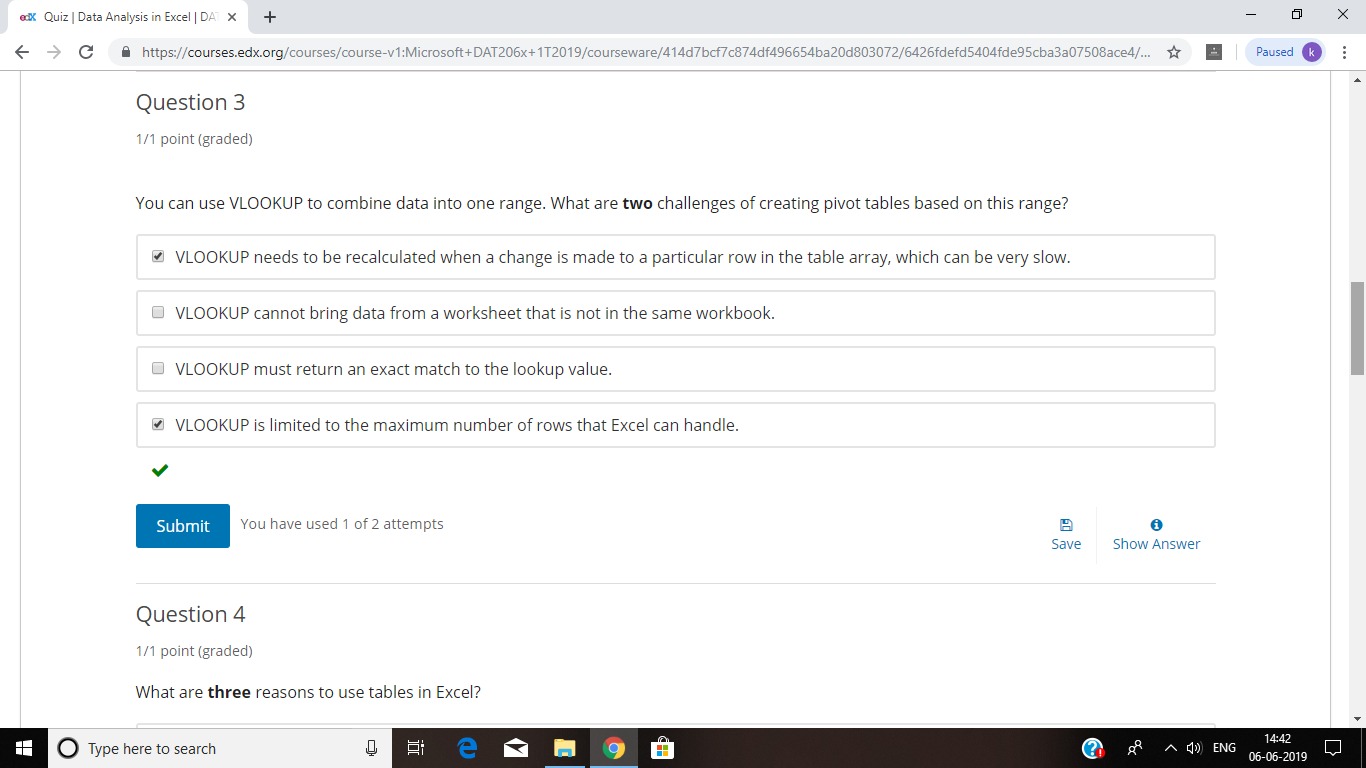 edX Quiz | Data Analysis in Excel | DAT
https://courses.edx.org/courses/course-v1:Microsoft+DAT206x+1T2019/courseware/414d7bcf7c874df496654ba20d803072/6426fdefd5404fde95cba3a07508ace4/...
Paused k
Question 3
1/1 point (graded)
You can use VLOOKUP to combine data into one range. What are two challenges of creating pivot tables based on this range?
VLOOKUP needs to be recalculated when a change is made to a particular row in the table array, which can be very slow.
VLOOKUP cannot bring data from a worksheet that is not in the same workbook.
VLOOKUP must return an exact match to the lookup value.
VLOOKUP is limited to the maximum number of rows that Excel can handle.
Submit You have used 1 of 2 attempts
Save Show Answer
Question 4
1/1 point (graded)
What are three reasons to use tables in Excel?
Type here to search
ENG
14:42
06-06-2019